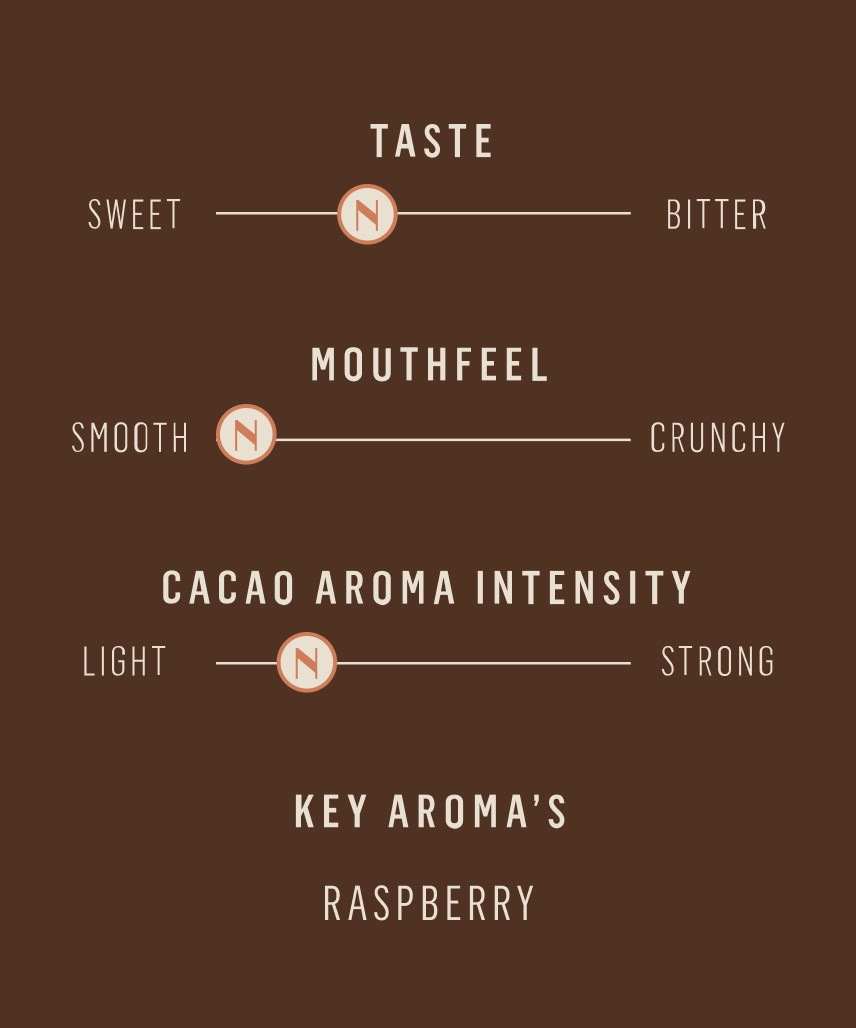 TASTE
SWEET N BITTER
MOUTHFEEL
SMOOTH N CRUNCHY
CACAO AROMA INTENSITY
LIGHT N STRONG
KEY AROMA’S
RASPBERRY